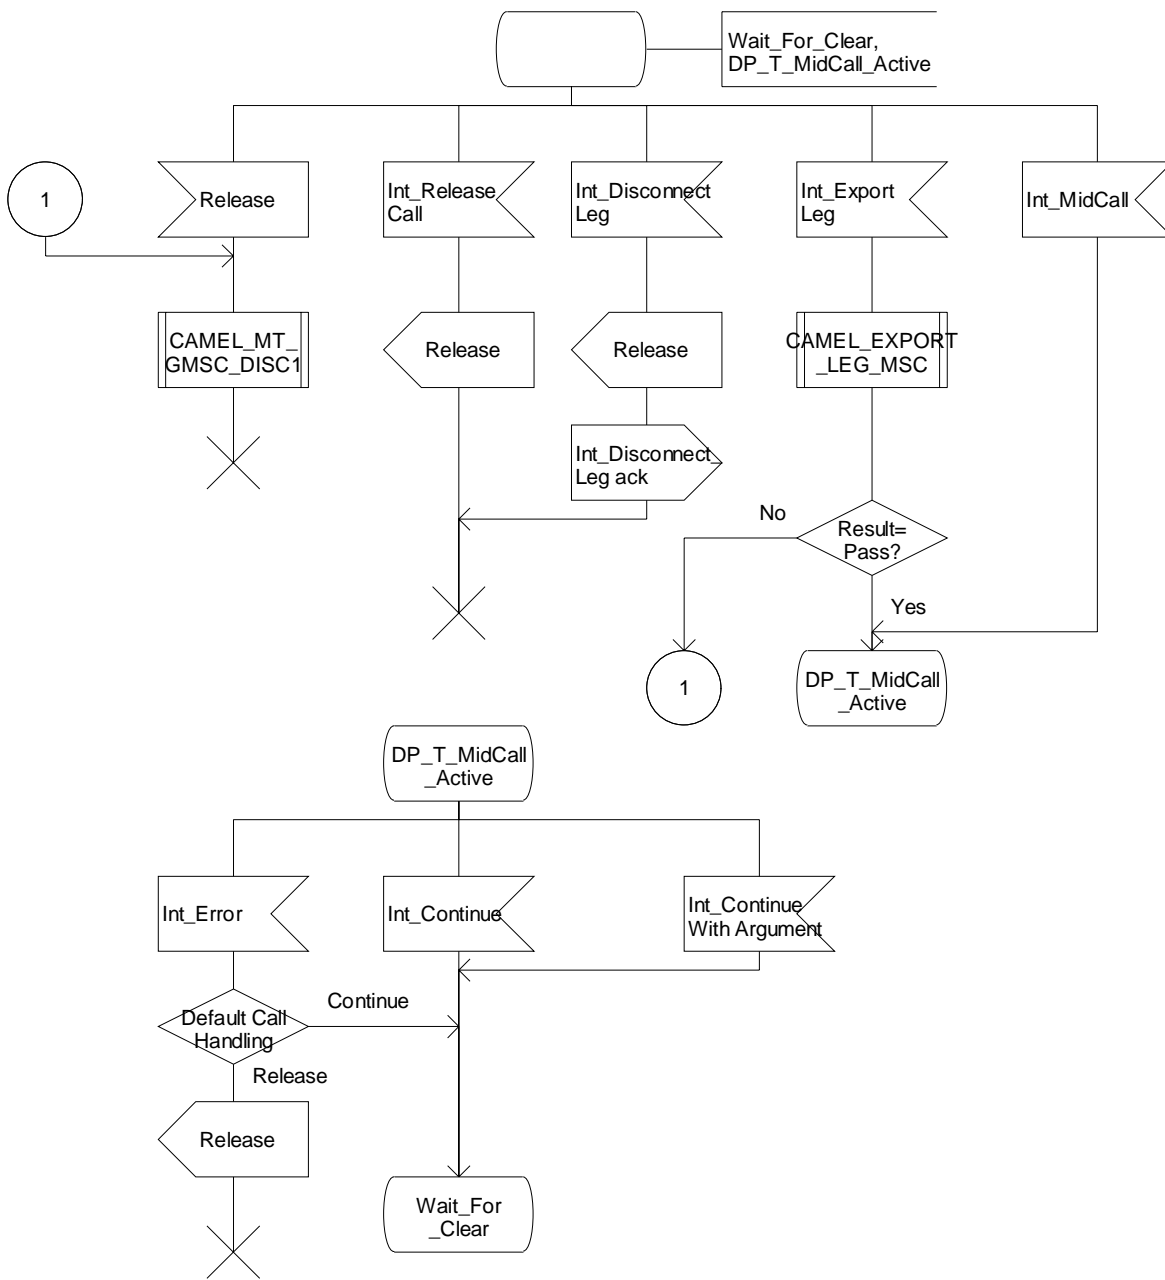 Wait_For_Clear,
DP_T_MidCall_Active
1
Release
Int_Release
Call
Int_Disconnect
Leg
Int_Export
Leg
Int_MidCall
CAMEL_MT_
GMSC_DISC1
Release
Release
CAMEL_EXPORT
_LEG_MSC
Int_Disconnect_
Leg ack
No
Result=
Pass?
Yes
1
DP_T_MidCall
_Active
DP_T_MidCall
_Active
Int_Error
Int_Continue
Int_Continue
With Argument
Continue
Default Call
Handling
Release
Release
Wait_For
_Clear